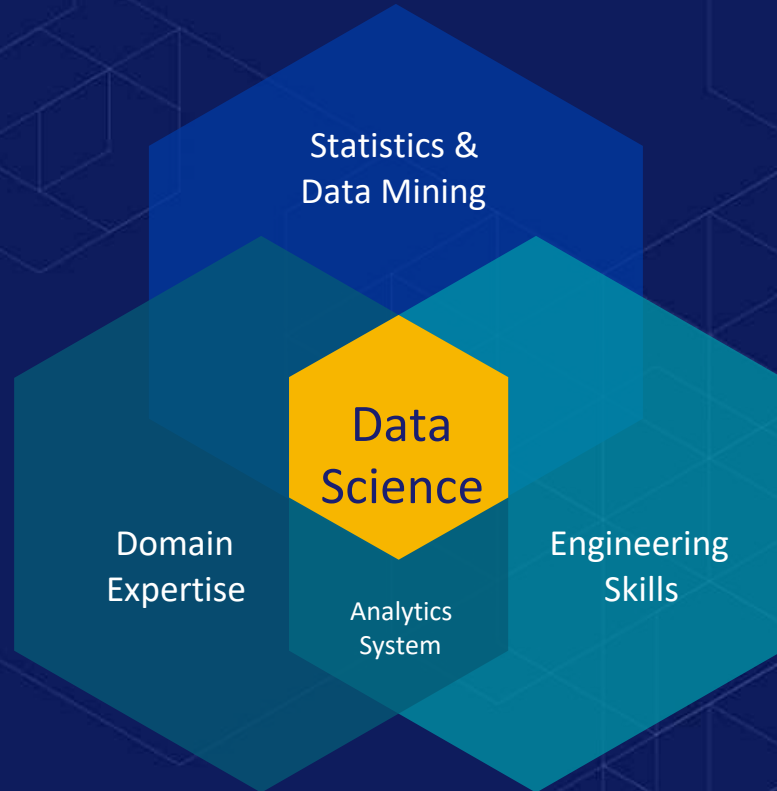 Statistics &
Data Mining
Data
Science
Domain
Expertise
Engineering
Skills
Analytics
System